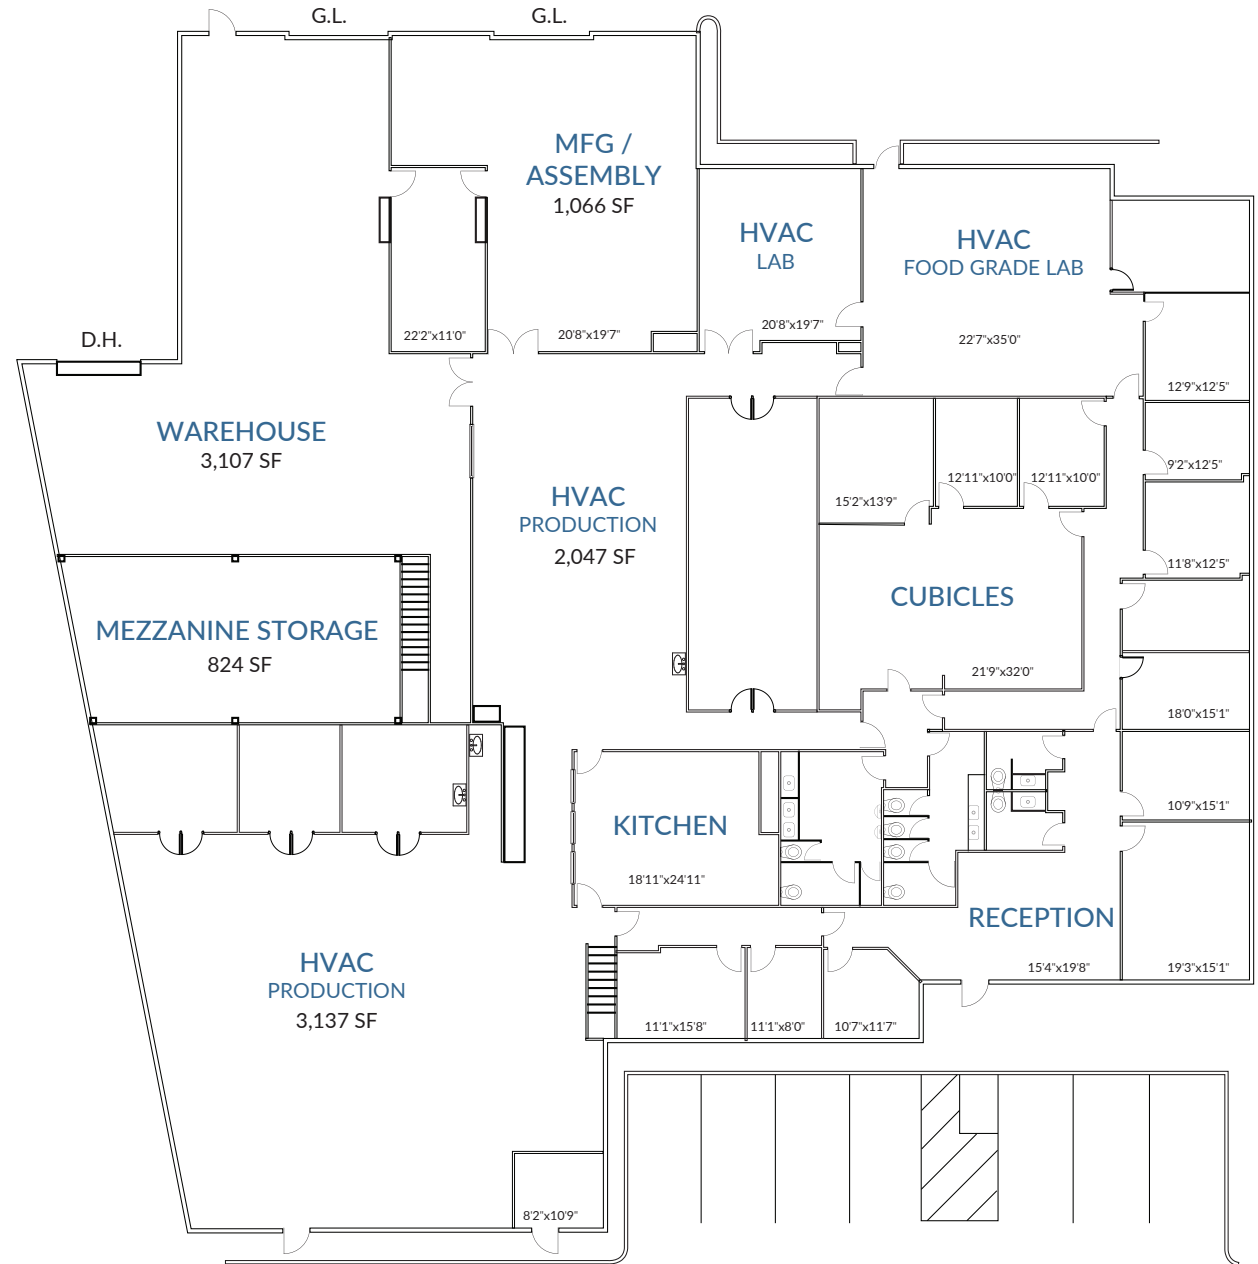 G.L.
G.L.
MFG /
ASSEMBLY
1,066 SF
HVAC
LAB
HVAC
FOOD GRADE LAB
20'8"x19'7"
22'2"x11'0"
20'8"x19'7"
22'7"x35'0"
D.H.
12'9"x12'5"
WAREHOUSE
3,107 SF
9'2"x12'5"
12'11"x10'0"
12'11"x10'0"
15'2"x13'9"
HVAC
PRODUCTION
2,047 SF
11'8"x12'5"
CUBICLES
MEZZANINE STORAGE
824 SF
21'9"x32'0"
18'0"x15'1"
10'9"x15'1"
KITCHEN
18'11"x24'11"
RECEPTION
15'4"x19'8"
19'3"x15'1"
HVAC
PRODUCTION
3,137 SF
11'1"x15'8"
11'1"x8'0"
10'7"x11'7"
8'2"x10'9"